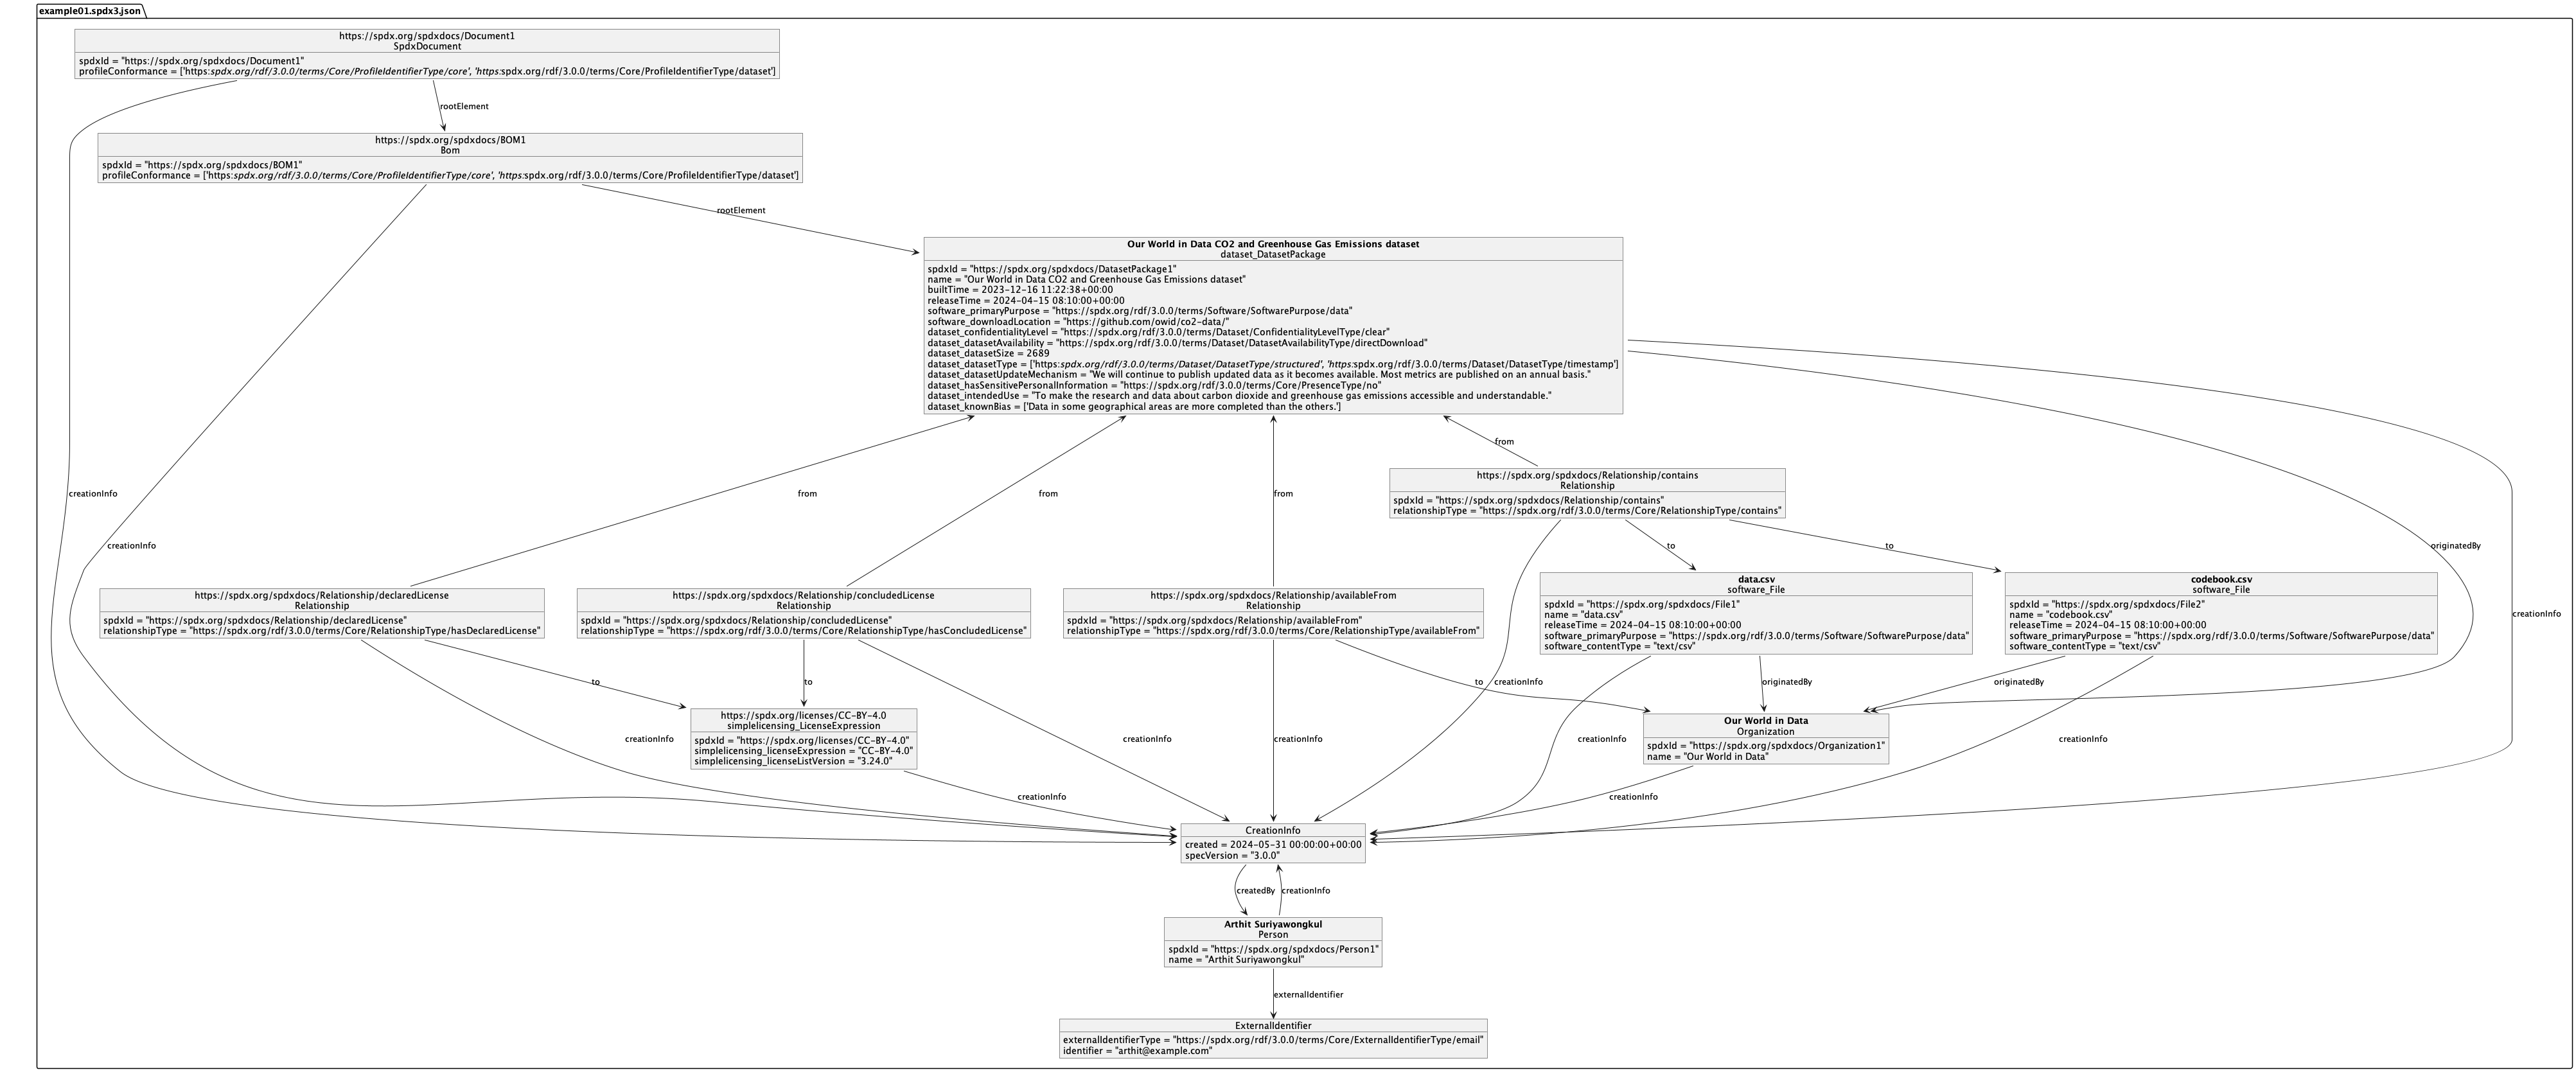 example01.spdx3.json
https://spdx.org/spdxdocs/Document1
SpdxDocument
spdxId = "https://spdx.org/spdxdocs/Document1"
profileConformance = ['https:spdx.org/rdf/3.0.0/terms/Core/ProfileIdentifierType/core', 'https:spdx.org/rdf/3.0.0/terms/Core/ProfileIdentifierType/dataset']
rootElement
https://spdx.org/spdxdocs/BOM1
Bom
spdxId = "https://spdx.org/spdxdocs/BOM1"
profileConformance = ['https:spdx.org/rdf/3.0.0/terms/Core/ProfileIdentifierType/core', 'https:spdx.org/rdf/3.0.0/terms/Core/ProfileIdentifierType/dataset']
rootElement
Our World in Data CO2 and Greenhouse Gas Emissions dataset
dataset_DatasetPackage
spdxId = "https://spdx.org/spdxdocs/DatasetPackage1"
name = "Our World in Data CO2 and Greenhouse Gas Emissions dataset"
builtTime = 2023-12-16 11:22:38+00:00
releaseTime = 2024-04-15 08:10:00+00:00
software_primaryPurpose = "https://spdx.org/rdf/3.0.0/terms/Software/SoftwarePurpose/data"
software_downloadLocation = "https://github.com/owid/co2-data/"
dataset_confidentialityLevel = "https://spdx.org/rdf/3.0.0/terms/Dataset/ConfidentialityLevelType/clear"
dataset_datasetAvailability = "https://spdx.org/rdf/3.0.0/terms/Dataset/DatasetAvailabilityType/directDownload"
dataset_datasetSize = 2689
dataset_datasetType = ['https:spdx.org/rdf/3.0.0/terms/Dataset/DatasetType/structured', 'https:spdx.org/rdf/3.0.0/terms/Dataset/DatasetType/timestamp']
dataset_datasetUpdateMechanism = "We will continue to publish updated data as it becomes available. Most metrics are published on an annual basis."
dataset_hasSensitivePersonalInformation = "https://spdx.org/rdf/3.0.0/terms/Core/PresenceType/no"
dataset_intendedUse = "To make the research and data about carbon dioxide and greenhouse gas emissions accessible and understandable."
dataset_knownBias = ['Data in some geographical areas are more completed than the others.']
from
https://spdx.org/spdxdocs/Relationship/contains
Relationship
spdxId = "https://spdx.org/spdxdocs/Relationship/contains"
relationshipType = "https://spdx.org/rdf/3.0.0/terms/Core/RelationshipType/contains"
creationInfo
from
from
from
creationInfo
to
to
originatedBy
https://spdx.org/spdxdocs/Relationship/declaredLicense
Relationship
spdxId = "https://spdx.org/spdxdocs/Relationship/declaredLicense"
relationshipType = "https://spdx.org/rdf/3.0.0/terms/Core/RelationshipType/hasDeclaredLicense"
https://spdx.org/spdxdocs/Relationship/concludedLicense
Relationship
spdxId = "https://spdx.org/spdxdocs/Relationship/concludedLicense"
relationshipType = "https://spdx.org/rdf/3.0.0/terms/Core/RelationshipType/hasConcludedLicense"
https://spdx.org/spdxdocs/Relationship/availableFrom
Relationship
spdxId = "https://spdx.org/spdxdocs/Relationship/availableFrom"
relationshipType = "https://spdx.org/rdf/3.0.0/terms/Core/RelationshipType/availableFrom"
data.csv
software_File
spdxId = "https://spdx.org/spdxdocs/File1"
name = "data.csv"
releaseTime = 2024-04-15 08:10:00+00:00
software_primaryPurpose = "https://spdx.org/rdf/3.0.0/terms/Software/SoftwarePurpose/data"
software_contentType = "text/csv"
codebook.csv
software_File
spdxId = "https://spdx.org/spdxdocs/File2"
name = "codebook.csv"
releaseTime = 2024-04-15 08:10:00+00:00
software_primaryPurpose = "https://spdx.org/rdf/3.0.0/terms/Software/SoftwarePurpose/data"
software_contentType = "text/csv"
creationInfo
to
to
to
creationInfo
originatedBy
originatedBy
https://spdx.org/licenses/CC-BY-4.0
simplelicensing_LicenseExpression
spdxId = "https://spdx.org/licenses/CC-BY-4.0"
simplelicensing_licenseExpression = "CC-BY-4.0"
simplelicensing_licenseListVersion = "3.24.0"
Our World in Data
Organization
spdxId = "https://spdx.org/spdxdocs/Organization1"
name = "Our World in Data"
creationInfo
creationInfo
creationInfo
creationInfo
creationInfo
creationInfo
creationInfo
CreationInfo
created = 2024-05-31 00:00:00+00:00
specVersion = "3.0.0"
createdBy
creationInfo
Arthit Suriyawongkul
Person
spdxId = "https://spdx.org/spdxdocs/Person1"
name = "Arthit Suriyawongkul"
externalIdentifier
ExternalIdentifier
externalIdentifierType = "https://spdx.org/rdf/3.0.0/terms/Core/ExternalIdentifierType/email"
identifier = "arthit@example.com"